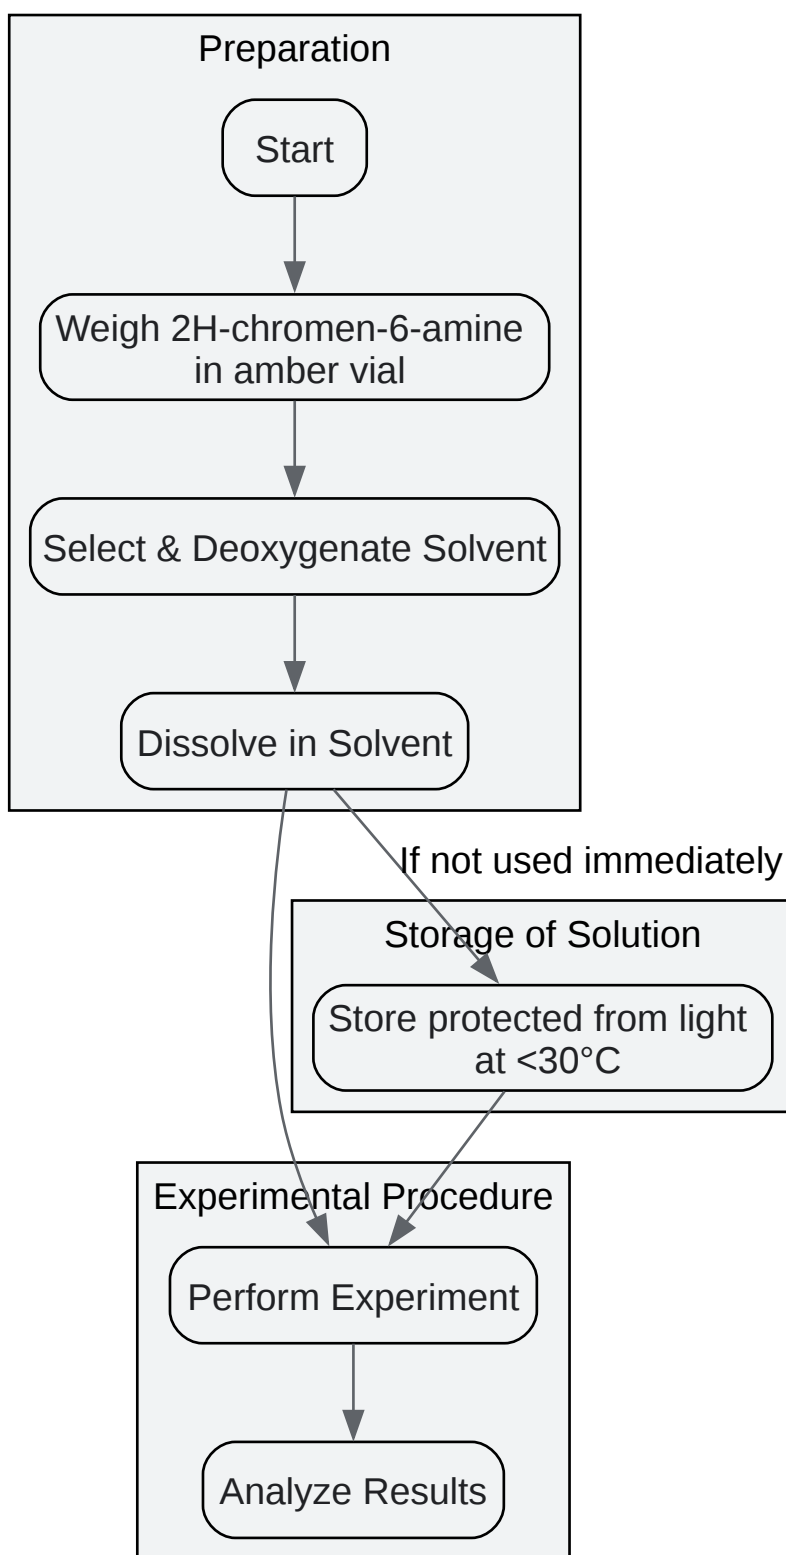 Preparation
Start
Weigh 2H-chromen-6-amine
in amber vial
Select & Deoxygenate Solvent
Dissolve in Solvent
If not used immediately
Storage of Solution
Store protected from light
at <30°C
Experimental Procedure
Perform Experiment
Analyze Results